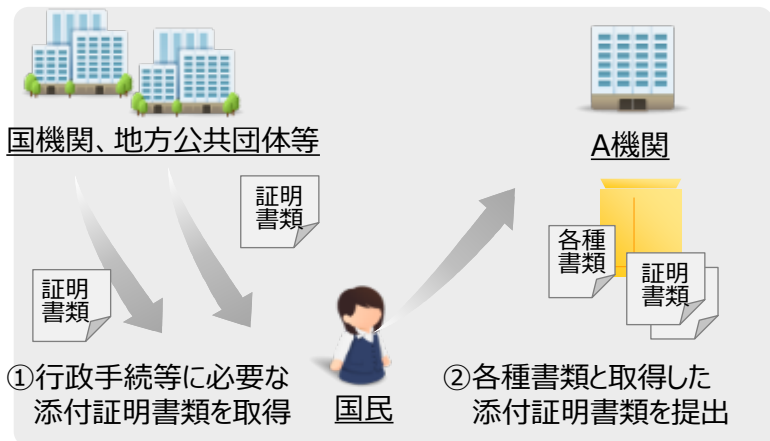 国機関、地方公共団体等
A機関
証明
書類
各種
書類
証明
書類
証明
書類
①行政手続等に必要な
添付証明書類を取得
国民
②各種書類と取得した
添付証明書類を提出